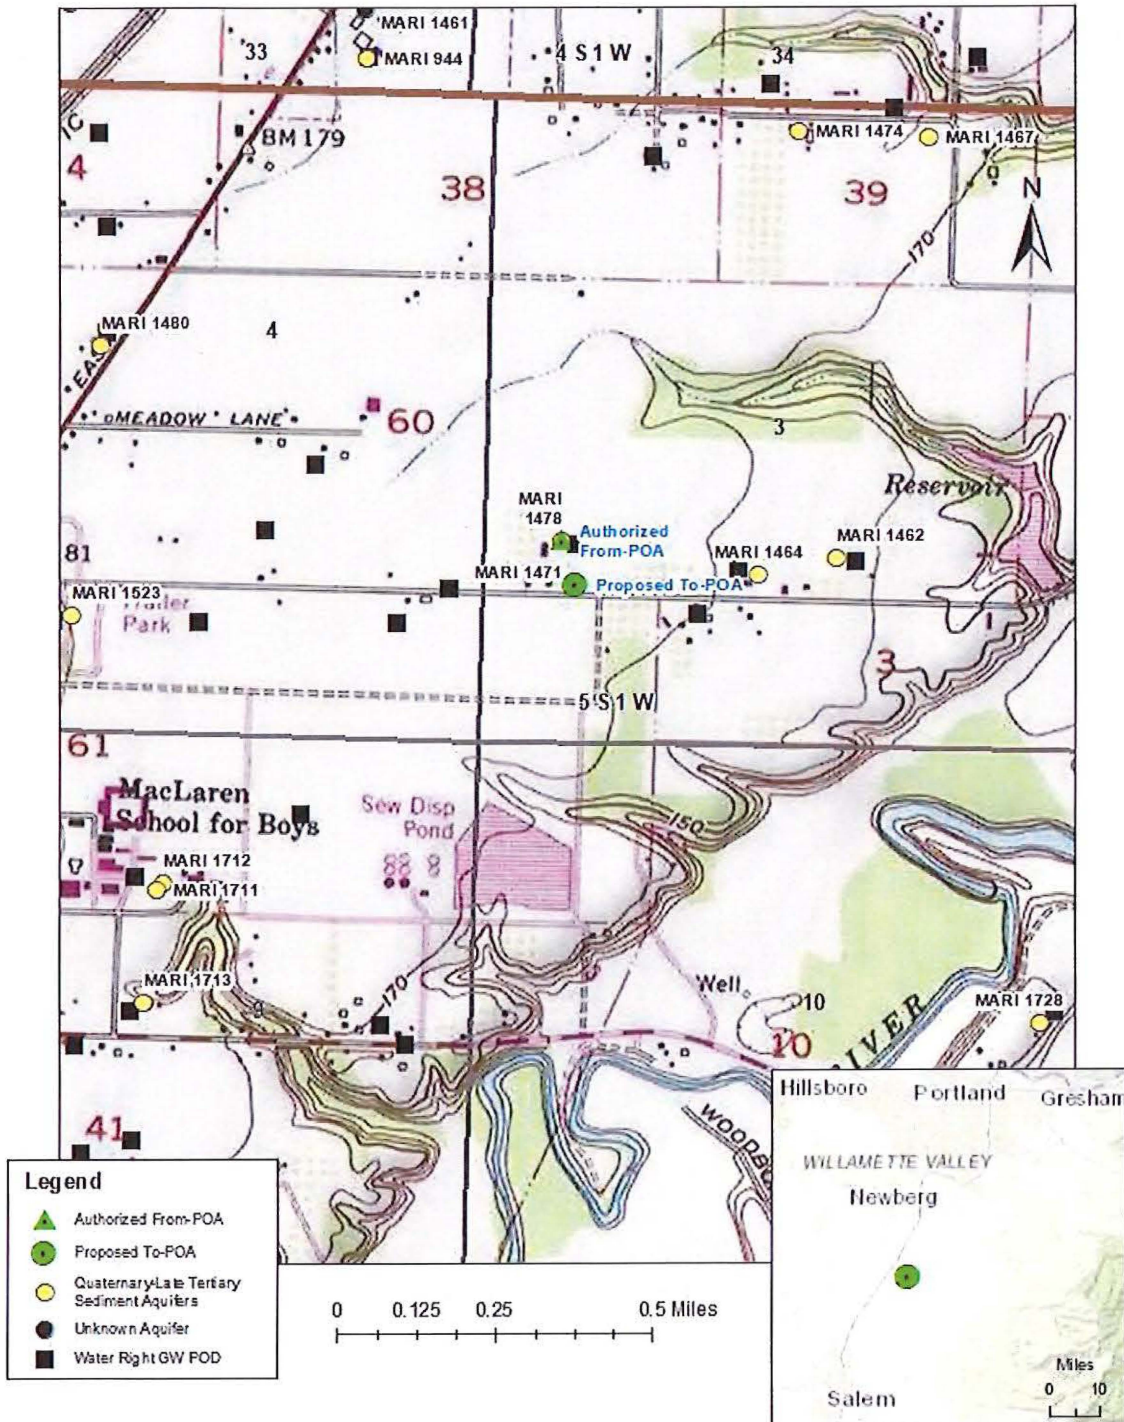 MARI 1461
33
4 S 1 W
34
MARI 944
MARI 1474
MARI 1467
BM 179
4
38
39
N
170
MARI 1480
4
EAS
MEADOW LANE
60
3
Reservoir
MARI
1478
Authorized
From-POA
MARI 1462
MARI 1464
81
MARI 1471
Proposed To-POA
MARI 1523
Trailer
Park
3
5 S 1 W
61
MacLaren
School for Boys
Sew Disp
Pond
150
MARI 1712
MARI 1711
MARI 1713
170
Well
10
MARI 1728
9
10
IVER
41
WOODBU
Hillsboro
Portland
Gresham
WILLAMETTE VALLEY
Newberg
Salem
Miles
0 10
Legend
Authorized From-POA
Proposed To-POA
Quaternary-Late Tertiary
Sediment Aquifers
Unknown Aquifer
Water Right GW POD
0 0.125 0.25 0.5 Miles